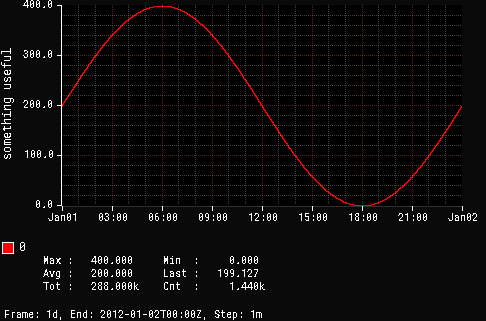 400.0
300.0
200.0
100.0
0.0
something useful
Jan01 03:00 06:00 09:00 12:00 15:00 18:00 21:00 Jan02
0
Max : 400.000 Min : 0.000
Avg : 200.000 Last : 199.127
Tot : 288.000k Cnt : 1.440k
Frame: 1d, End: 2012-01-02T00:00Z, Step: 1m